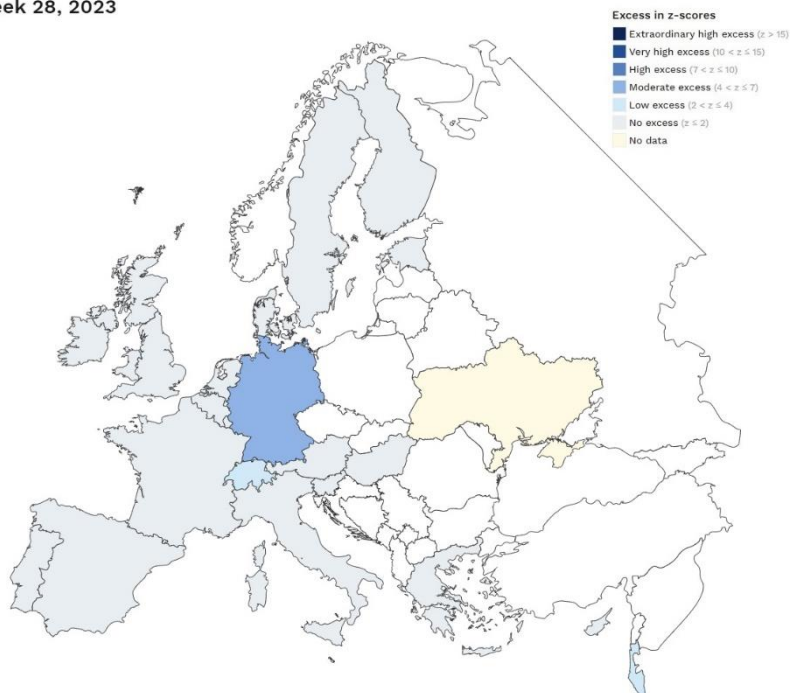 ek 28, 2023
Excess in z-scores
Extraordinary high excess (z > 15)
Very high excess (10 < z ≤ 15)
High excess (7 < z ≤ 10)
Moderate excess (4 < z ≤ 7)
Low excess (2 < z ≤ 4)
No excess (z ≤ 2)
No data